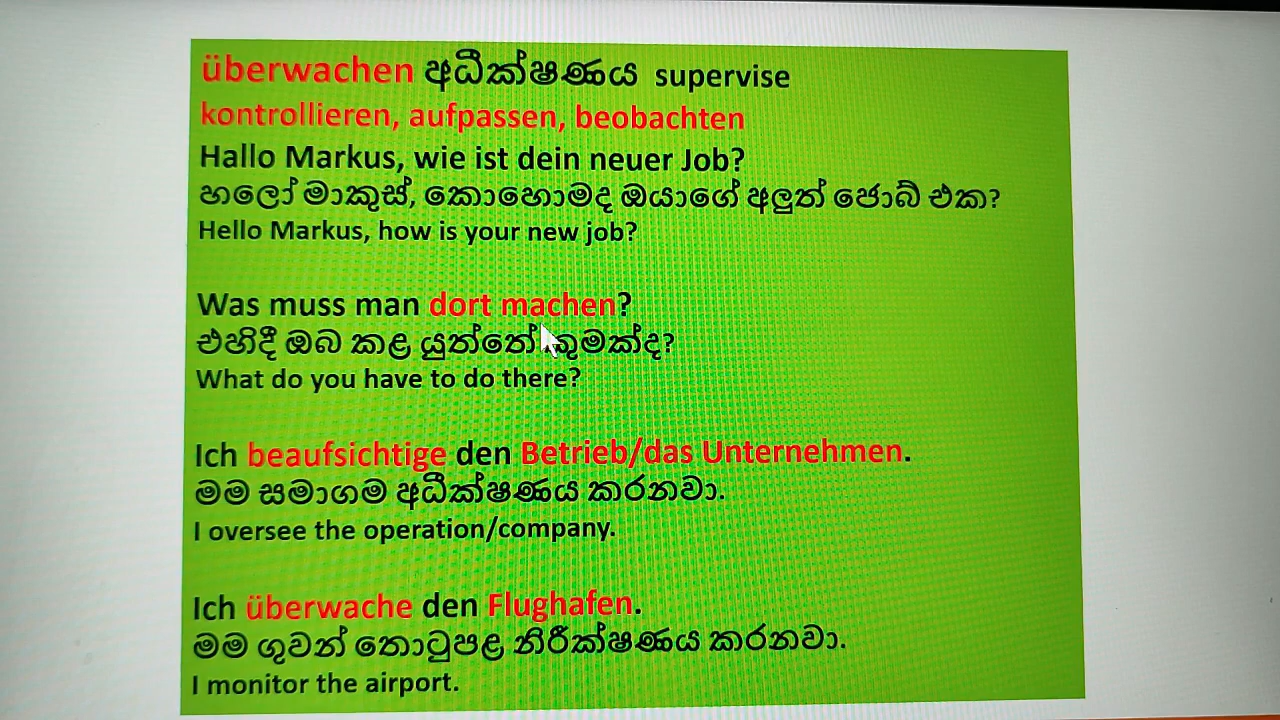 überwachen අධීක්ෂණය supervise
kontrollieren, aufpassen, beobachten
Hallo Markus, wie ist dein neuer Job?
හලෝ මාකුස්, කොහොමද ඔයාගේ අලුත් ජොබ් එක?
Hello Markus, how is your new job?
Was muss man dort machen?
එහිදී ඔබ කළ යුත්තේ කුමක්ද?
What do you have to do there?
Ich beaufsichtige den Betrieb/das Unternehmen.
මම සමාගම අධීක්ෂණය කරනවා.
I oversee the operation/company.
Ich überwache den Flughafen.
මම ගුවන් තොටුපළ නිරීක්ෂණය කරනවා.
I monitor the airport.